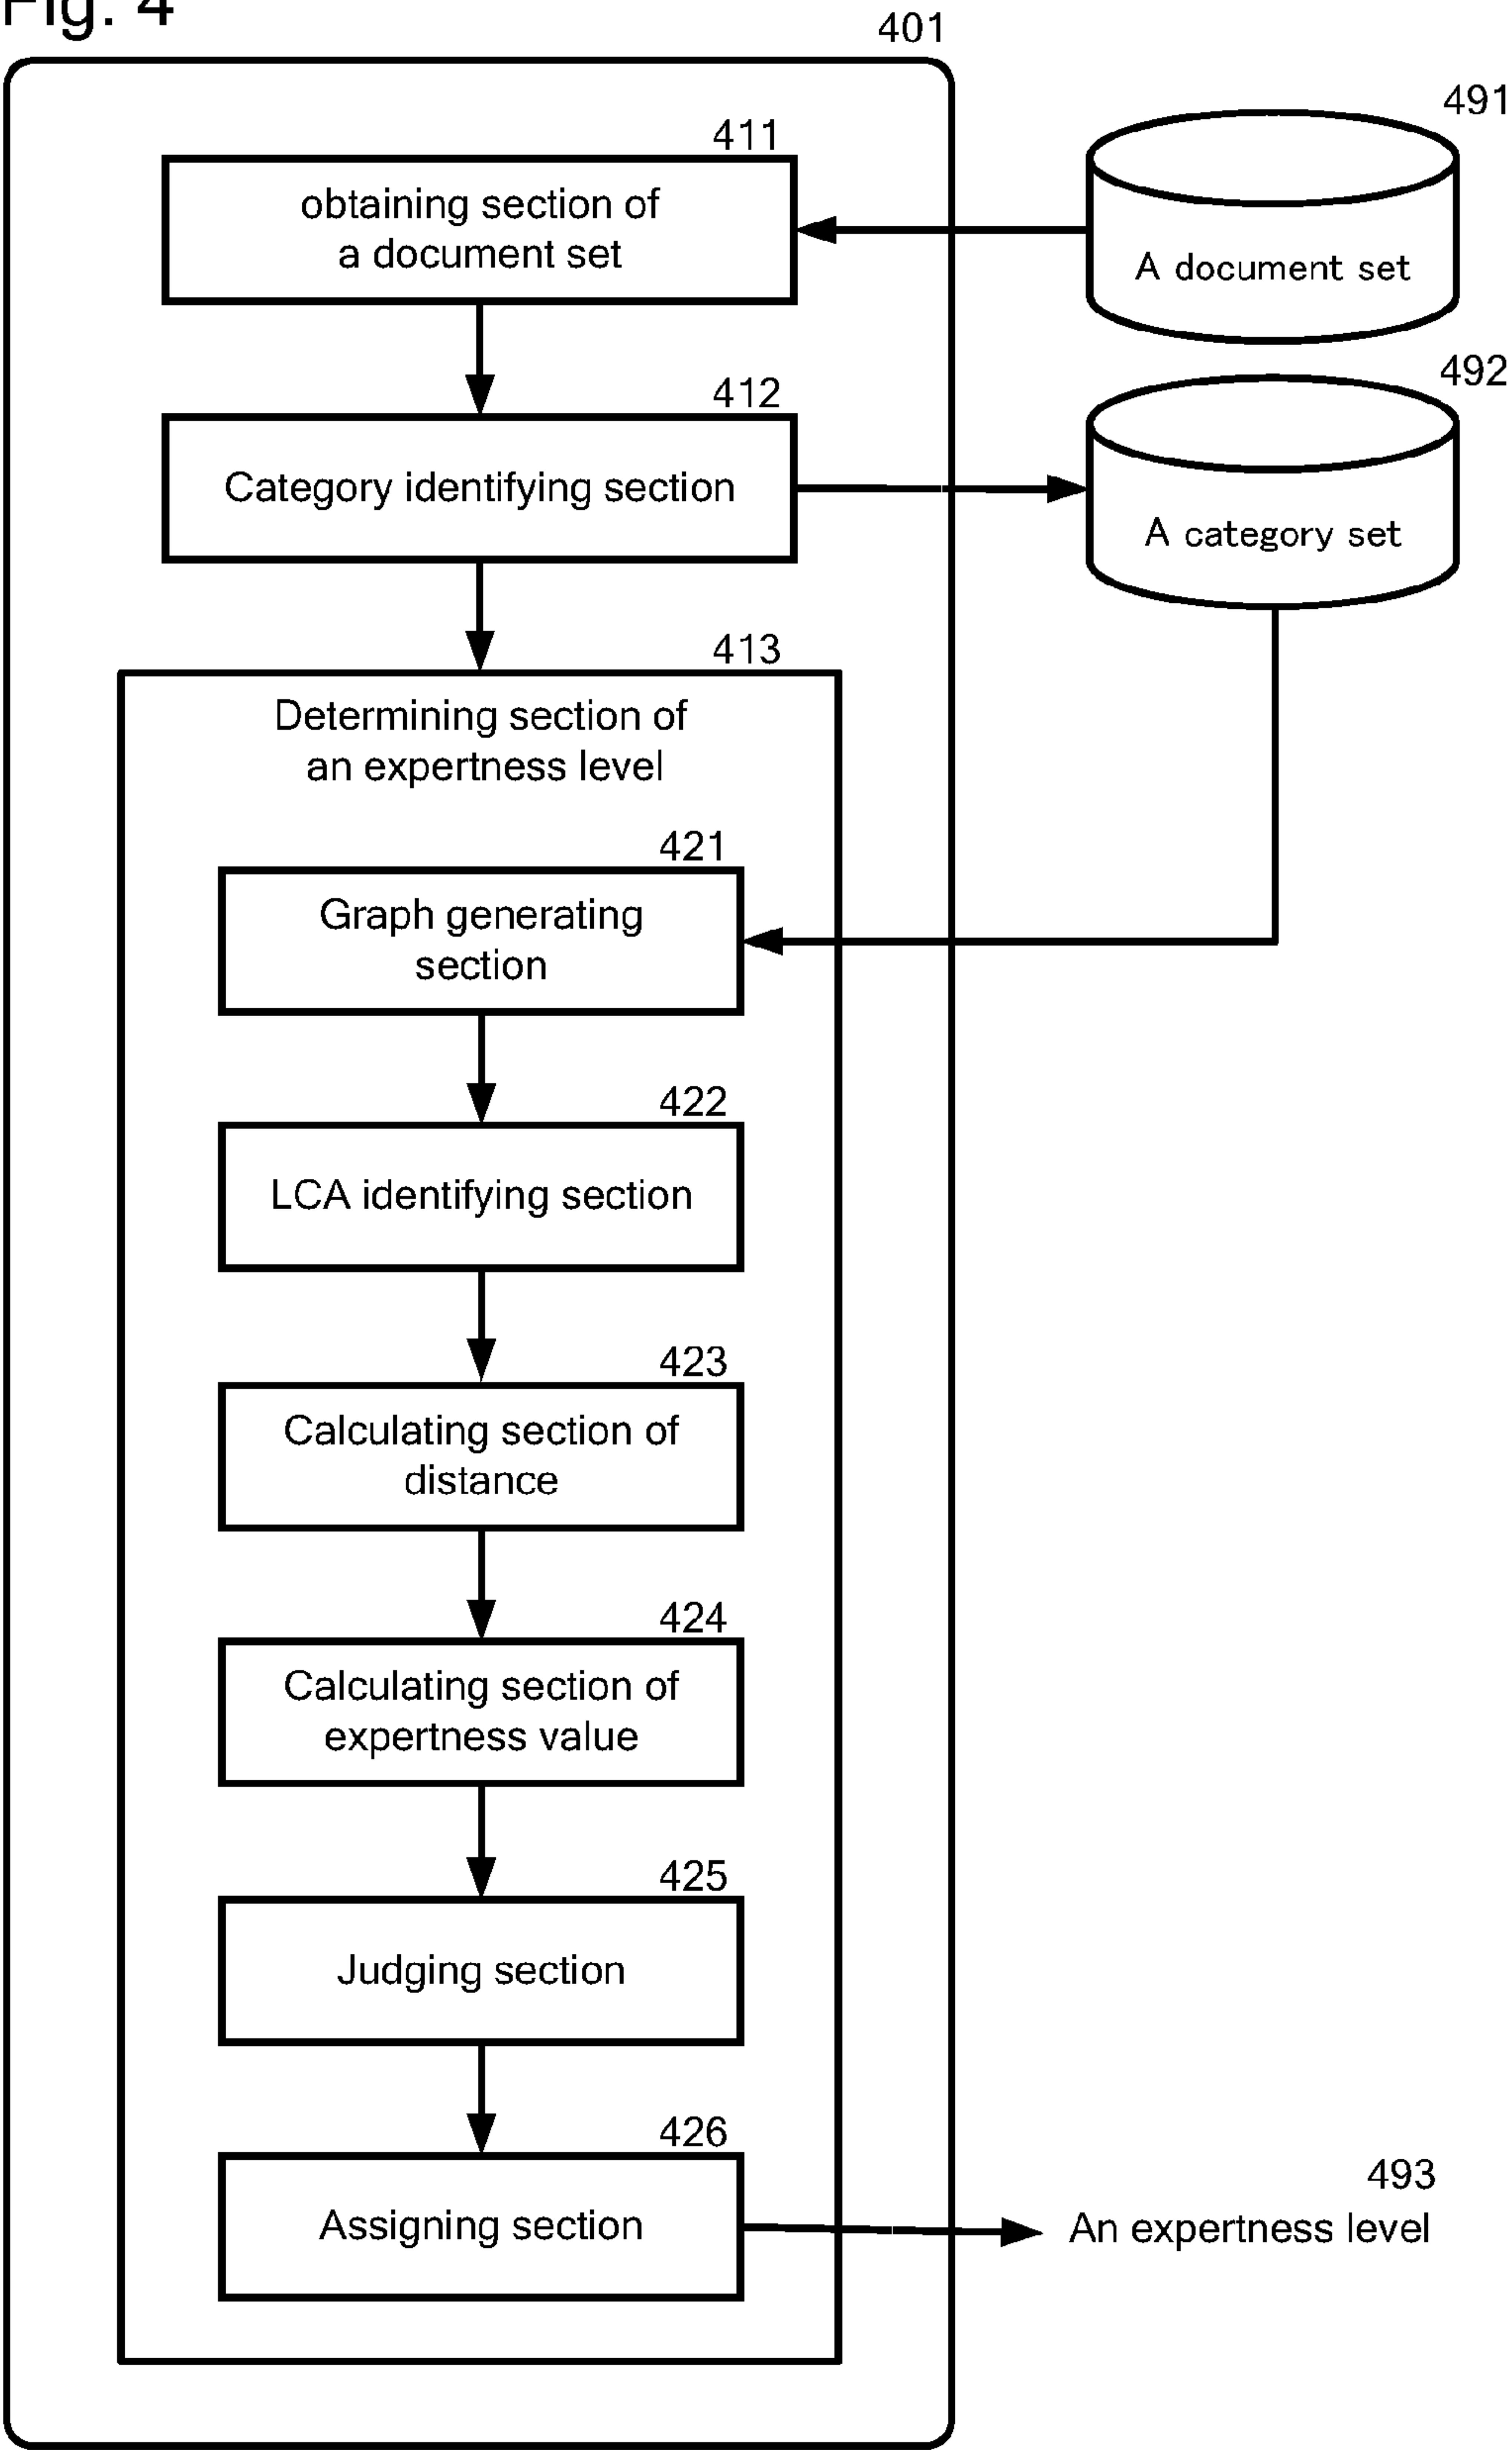 Fig. 4
401
491
411
obtaining section of
a document set
A document set
492
412
Category identifying section
A category set
413
Determining section of
an expertness level
421
Graph generating
section
422
LCA identifying section
423
Calculating section of
distance
424
Calculating section of
expertness value
425
Judging section
426
Assigning section
493
An expertness level